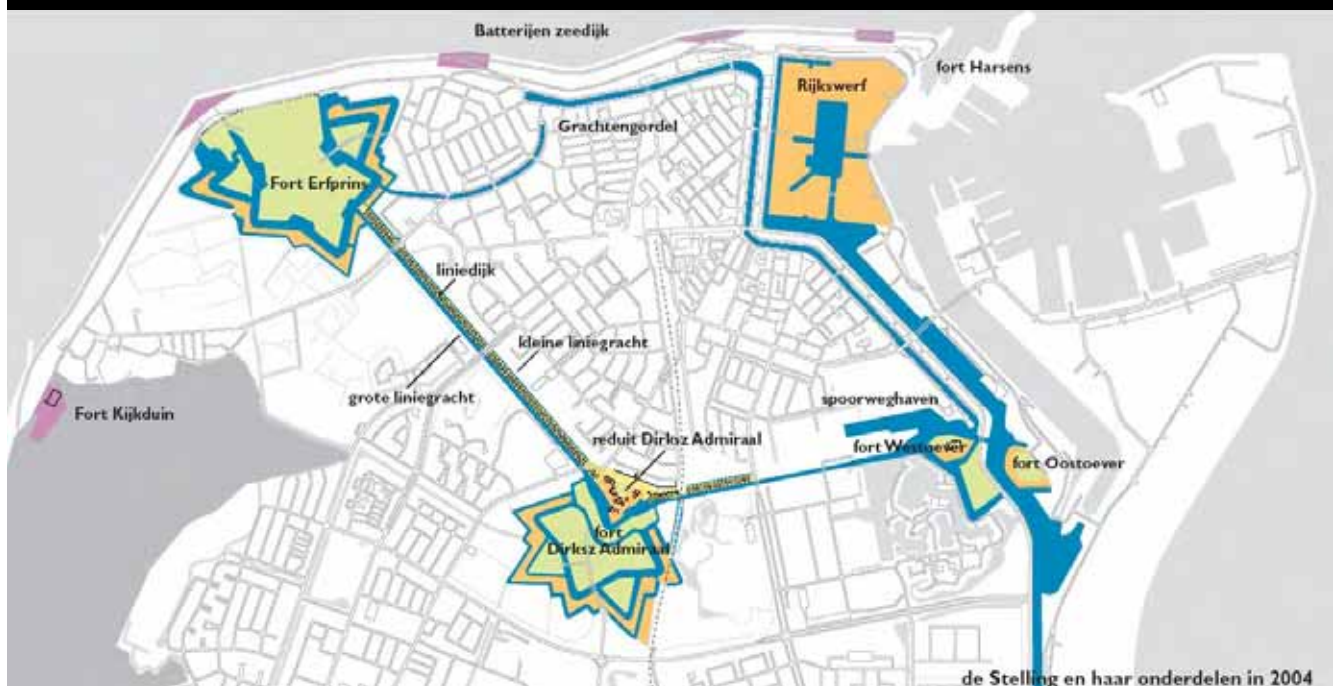 Batterijen zeedijk
fort Harsens
Rijkswerf
Grachtengordel
Fort Erfprins
liniedijk
kleine liniegracht
grote liniegracht
spoorweghaven
Fort Kijkduin
reduit Dirksz Admiraal
fort Westoever
fort Oostoever
fort
Dirksz Admiraal
de Stelling en haar onderdelen in 2004